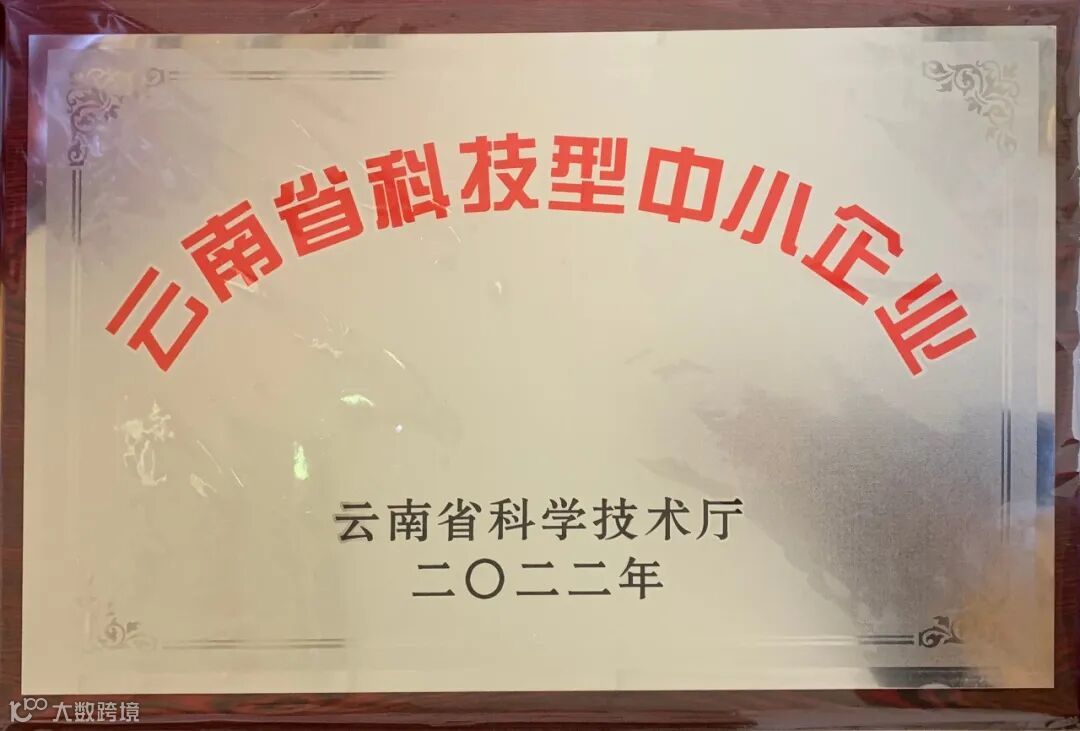 云南省科技型中小企业
云南省科学技术厅
二〇二二年
大数跨境